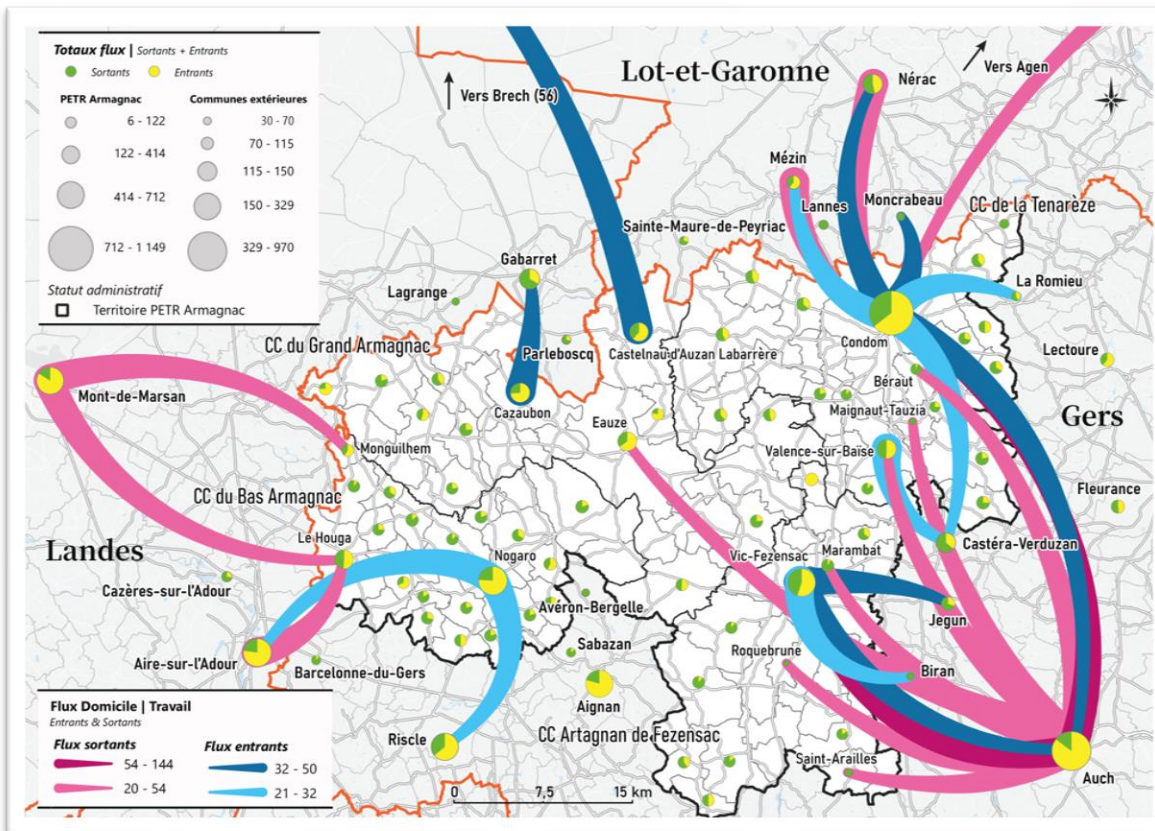 Totaux flux | Sortants + Entrants
Sortants
Entrants
PETR Armagnac
Communes extérieures
6 - 122
30 - 70
70 - 115
122 - 414
115 - 150
414 - 712
150 - 329
712 - 1 149
329 - 970
Statut administratif
Territoire PETR Armagnac
Vers Brech (56)
Lot-et-Garonne
Vers Agen
Nérac
Mézin
Lannes
Moncrabeau
CC de la Tenarèze
Sainte-Maure-de-Peyriac
Gabarret
La Romieu
Lagrange
CC du Grand Armagnac
Parleboscq
Castelnau d'Auzan Labarrère
Condom
Lectoure
Mont-de-Marsan
Cazaubon
Béraut
Maignaut-Tauzia
Gers
Eauze
Monguilhem
Valence-sur-Baïse
CC du Bas Armagnac
Fleurance
Le Houga
Landes
Nogaro
Vic-Fezensac
Marambat
Castéra-Verduzan
Cazères-sur-l'Adour
Avéron-Bergelle
Jegun
Sabazan
Roquebrune
Aire-sur-l'Adour
Barcelonne-du-Gers
Biran
Aignan
CC Artagnan de Fezensac
Riscle
Saint-Arailles
Auch
Flux Domicile | Travail
Entrants & Sortants
Flux sortants
Flux entrants
54 - 144
32 - 50
20 - 54
21 - 32
0
7,5
15 km